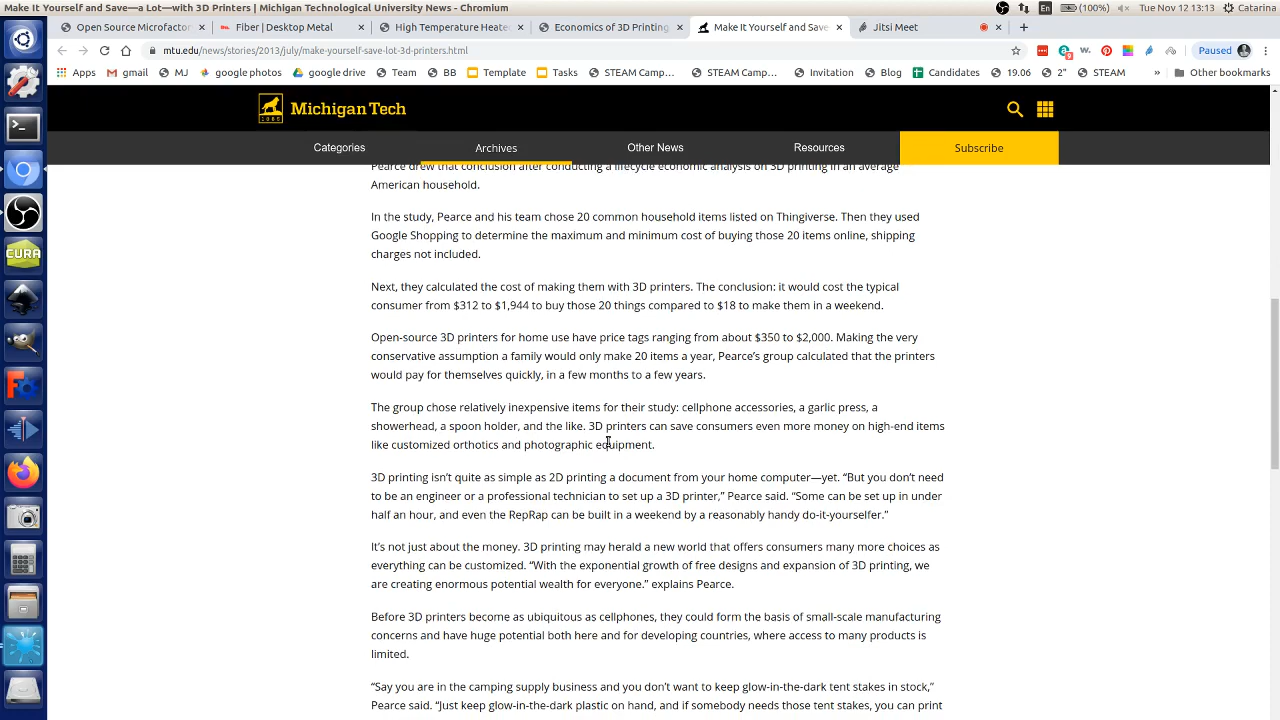 Make It Yourself and Save—a Lot—with 3D Printers | Michigan Technological University News - Chromium
En
(100%)
Tue Nov 12 13:13
Catarina
Open Source Microfactor
Fiber | Desktop Metal
High Temperature Heate
Economics of 3D Printing
Make It Yourself and Save
Jitsi Meet
mtu.edu/news/stories/2013/july/make-yourself-save-lot-3d-printers.html
9
w.
Paused
Apps
gmail
MJ
google photos
google drive
Team
BB
Template
Tasks
STEAM Camp...
STEAM Camp...
Invitation
Blog
Candidates
19.06
2"
STEAM
»
Other bookmarks
Michigan Tech
1885
Categories
Archives
Other News
Resources
Subscribe
Pearce drew that conclusion after conducting a lifecycle economic analysis on 3D printing in an average
American household.
In the study, Pearce and his team chose 20 common household items listed on Thingiverse. Then they used
Google Shopping to determine the maximum and minimum cost of buying those 20 items online, shipping
charges not included.
Next, they calculated the cost of making them with 3D printers. The conclusion: it would cost the typical
consumer from $312 to $1,944 to buy those 20 things compared to $18 to make them in a weekend.
Open-source 3D printers for home use have price tags ranging from about $350 to $2,000. Making the very
conservative assumption a family would only make 20 items a year, Pearce’s group calculated that the printers
would pay for themselves quickly, in a few months to a few years.
The group chose relatively inexpensive items for their study: cellphone accessories, a garlic press, a
showerhead, a spoon holder, and the like. 3D printers can save consumers even more money on high-end items
like customized orthotics and photographic equipment.
3D printing isn’t quite as simple as 2D printing a document from your home computer—yet. “But you don’t need
to be an engineer or a professional technician to set up a 3D printer,” Pearce said. “Some can be set up in under
half an hour, and even the RepRap can be built in a weekend by a reasonably handy do-it-yourselfer.”
It’s not just about the money. 3D printing may herald a new world that offers consumers many more choices as
everything can be customized. “With the exponential growth of free designs and expansion of 3D printing, we
are creating enormous potential wealth for everyone.” explains Pearce.
Before 3D printers become as ubiquitous as cellphones, they could form the basis of small-scale manufacturing
concerns and have huge potential both here and for developing countries, where access to many products is
limited.
“Say you are in the camping supply business and you don’t want to keep glow-in-the-dark tent stakes in stock,”
Pearce said. “Just keep glow-in-the-dark plastic on hand, and if somebody needs those tent stakes, you can print
CURA